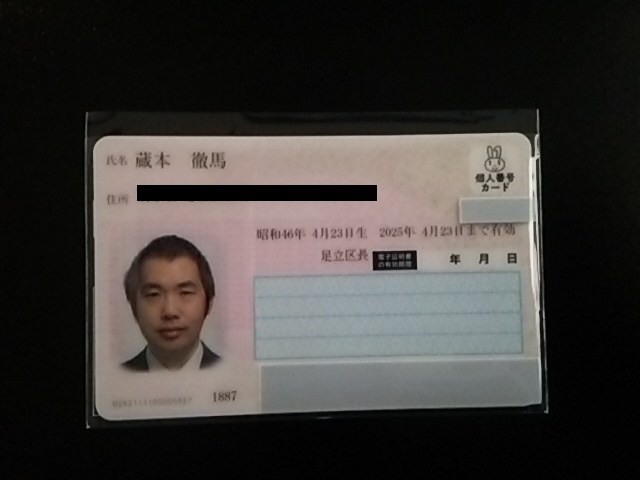 氏名 蔵本 徹馬
個人番号
カード
住所
昭和46年 4月23日生 2025年 4月23日まで有効
足立区長 電子証明書の有効期間 年 月 日
1887